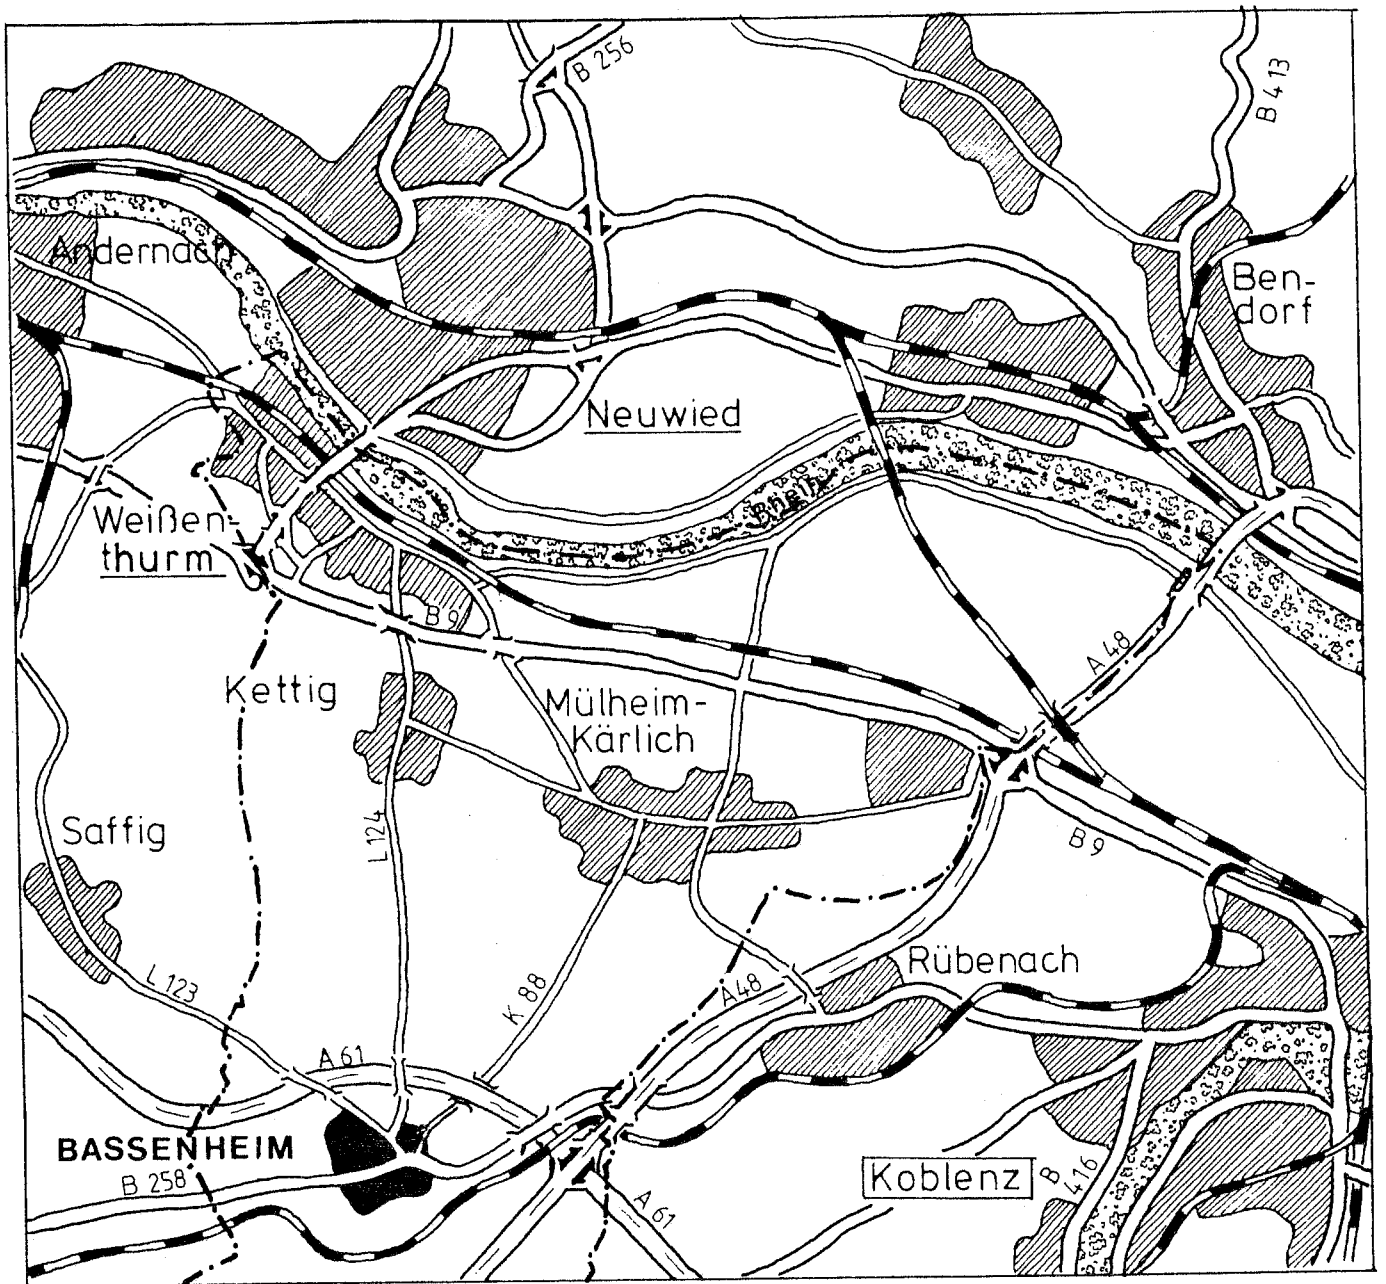 B 256
B 413
Andernach
Ben-
dorf
Neuwied
Rhein
Weißen-
thurm
B 9
A 48
Kettig
Mülheim-
Kärlich
L 124
Saffig
B 9
Rübenach
L 123
K 88
A48
A 61
BASSENHEIM
B 258
Koblenz
B
416
A 61